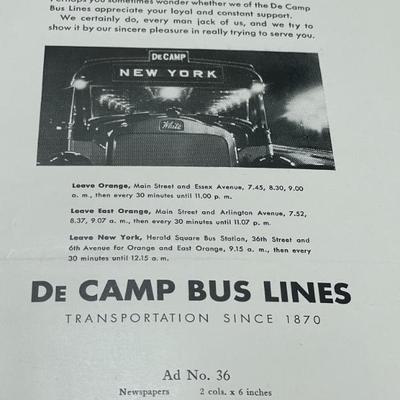 Perhaps you sometimes wonder whether we of the De Camp
Bus Lines appreciate your loyal and constant support.
We certainly do, every man jack of us, and we try to
show it by our sincere pleasure in really trying to serve you.
DE CAMP
NEW YORK
White
Leave Orange, Main Street and Essex Avenue, 7.45, 8.30, 9.00
a. m., then every 30 minutes until 11.00 p. m.
Leave East Orange, Main Street and Arlington Avenue, 7.52,
8.37, 9.07 a. m., then every 30 minutes until 11.07 p. m.
Leave New York, Herald Square Bus Station, 36th Street and
6th Avenue for Orange and East Orange, 9.15 a. m., then every
30 minutes until 12.15 a. m.
DE CAMP BUS LINES
TRANSPORTATION SINCE 1870
Ad No. 36
Newspapers 2 cols. x 6 inches